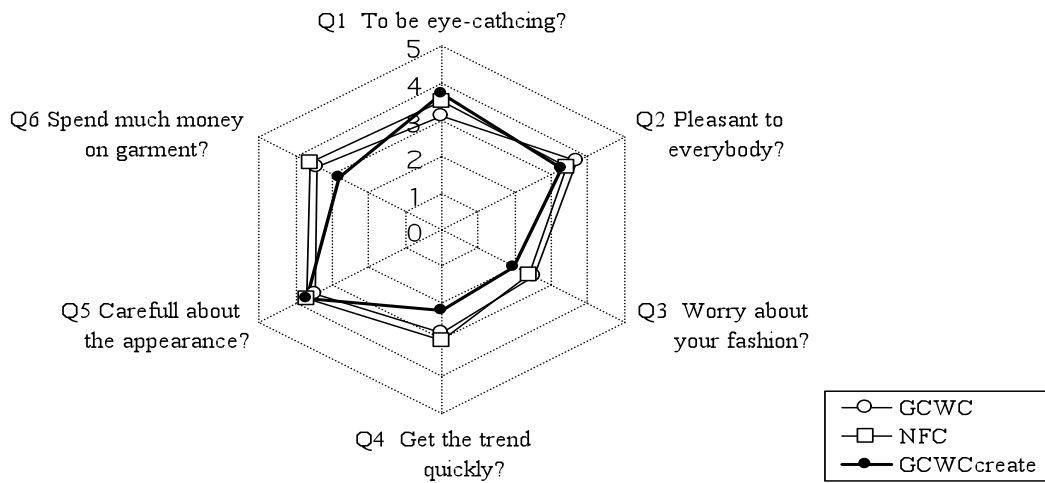 Q1 To be eye-cathcing?
5
4
3
2
1
0
Q6 Spend much money
on garment?
Q2 Pleasant to
everybody?
Q5 Carefull about
the appearance?
Q3 Worry about
your fashion?
Q4 Get the trend
quickly?
GCWC
NFC
GCWCcreate